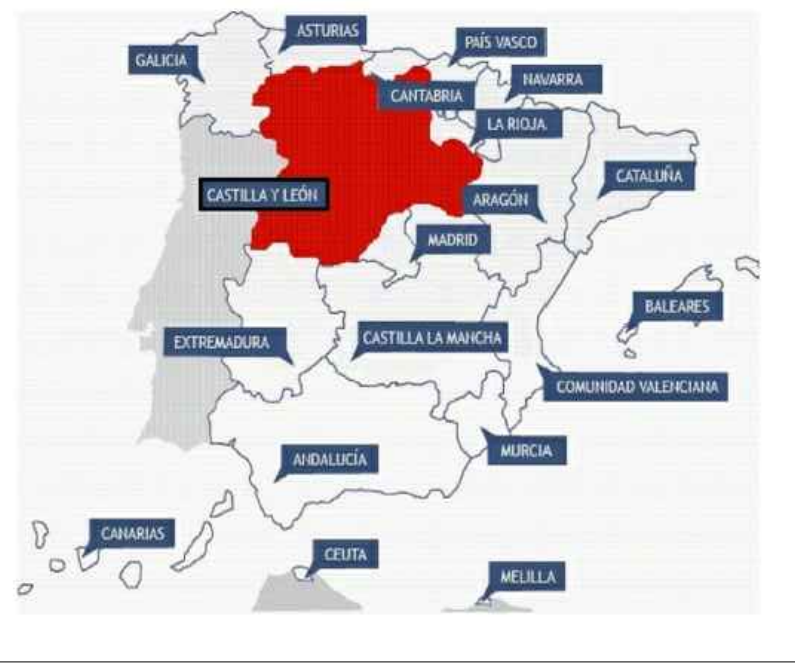 ASTURIAS
PAÍS VASCO
GALICIA
NAVARRA
CANTABRIA
LA RIOJA
CATALUÑA
CASTILLA Y LEÓN
ARAGÓN
MADRID
BALEARES
EXTREMADURA
CASTILLA LA MANCHA
COMUNIDAD VALENCIANA
MURCIA
ANDALUCÍA
CANARIAS
CEUTA
MELILLA